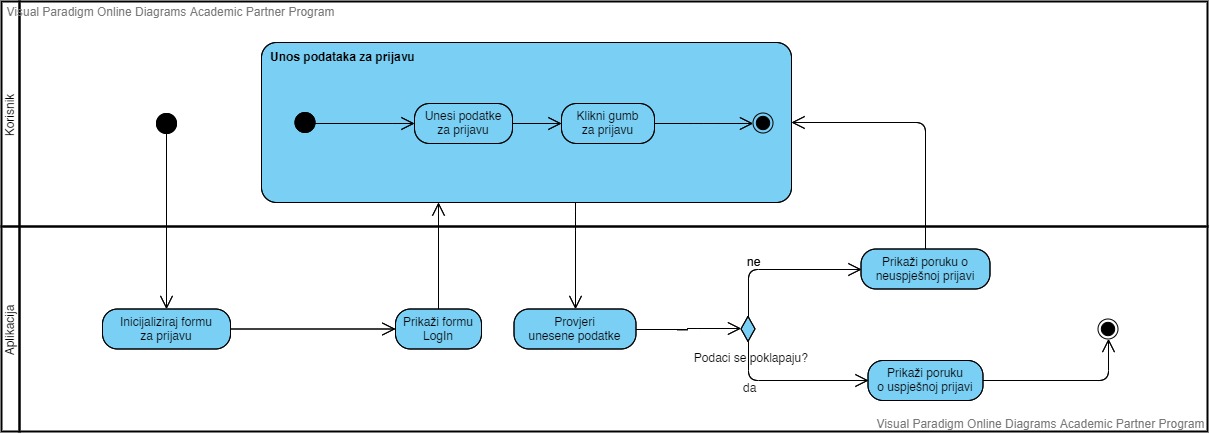 Visual Paradigm Online Diagrams Academic Partner Program
Korisnik
Unos podataka za prijavu
Unesi podatke
za prijavu
Klikni gumb
za prijavu
Aplikacija
Inicijaliziraj formu
za prijavu
Prikaži formu
LogIn
Provjeri
unesene podatke
Podaci se poklapaju?
ne
Prikaži poruku o
neuspješnoj prijavi
da
Prikaži poruku
o uspješnoj prijavi
Visual Paradigm Online Diagrams Academic Partner Program